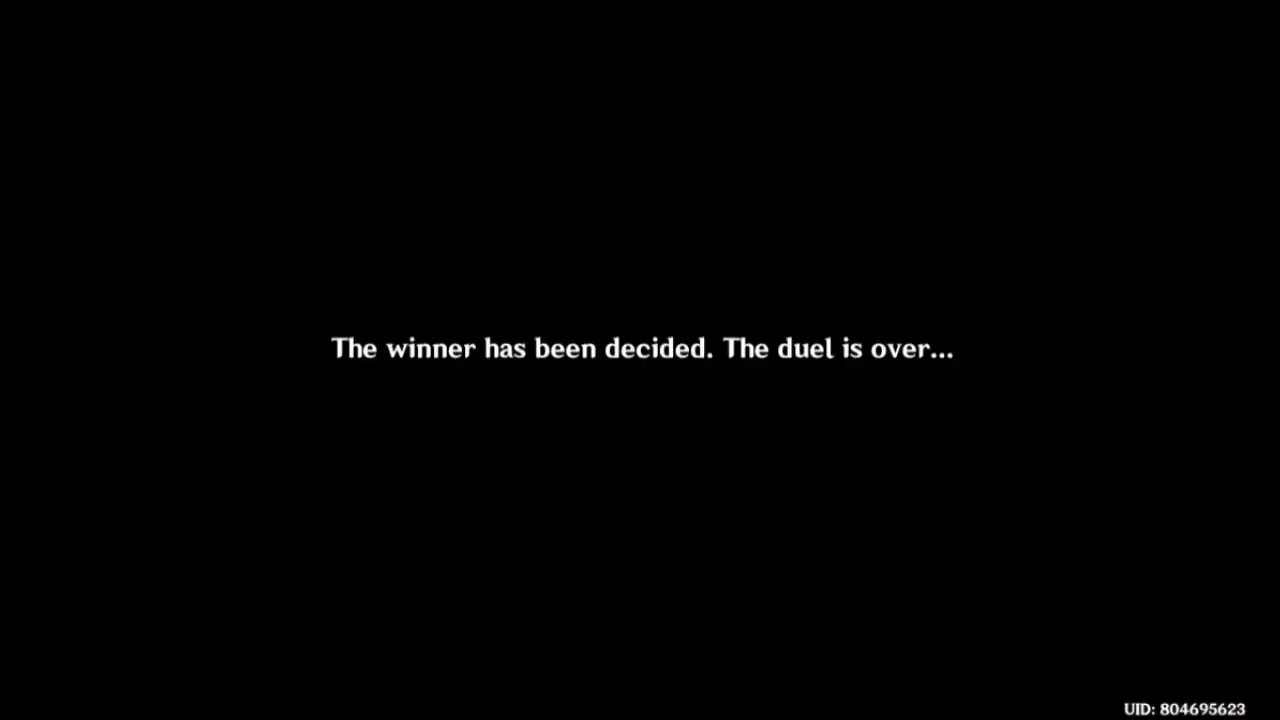 The winner has been decided. The duel is over...
UID: 804695623